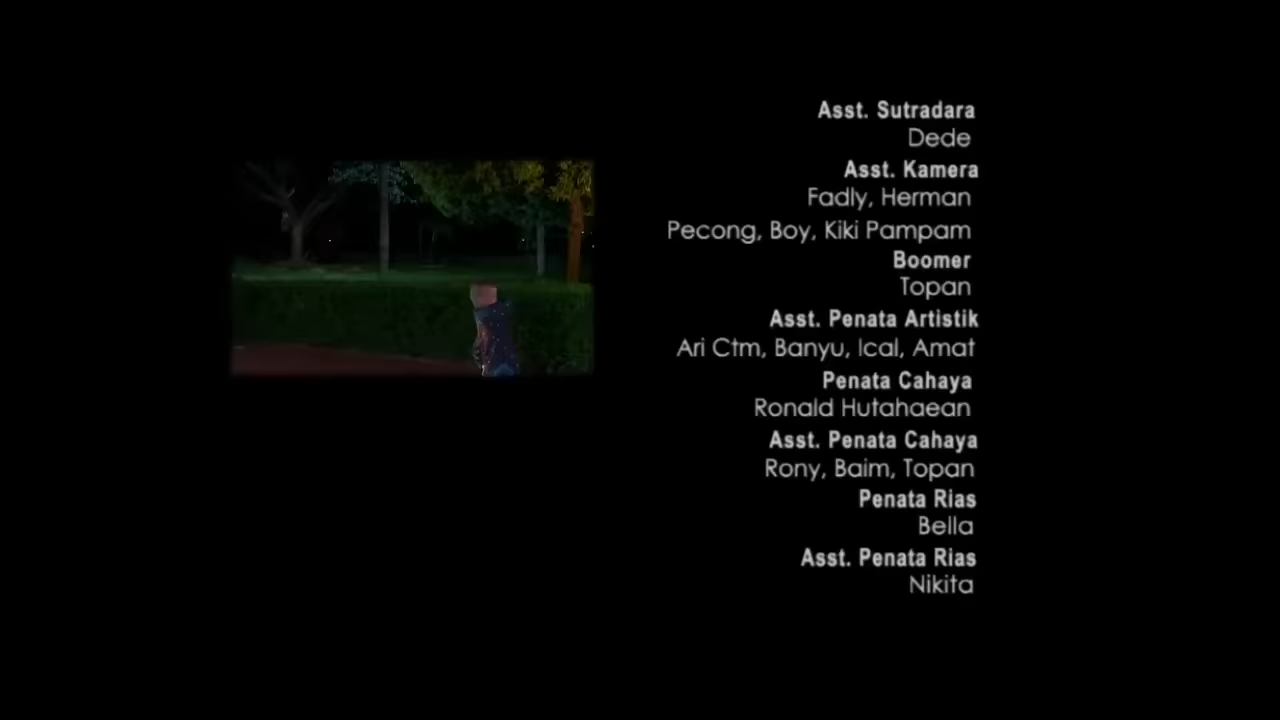 Asst. Sutradara
Dede
Asst. Kamera
Fadly, Herman
Pecong, Boy, Kiki Pampam
Boomer
Topan
Asst. Penata Artistik
Ari Ctm, Banyu, Ical, Amat
Penata Cahaya
Ronald Hutahaean
Asst. Penata Cahaya
Rony, Baim, Topan
Penata Rias
Bella
Asst. Penata Rias
Nikita